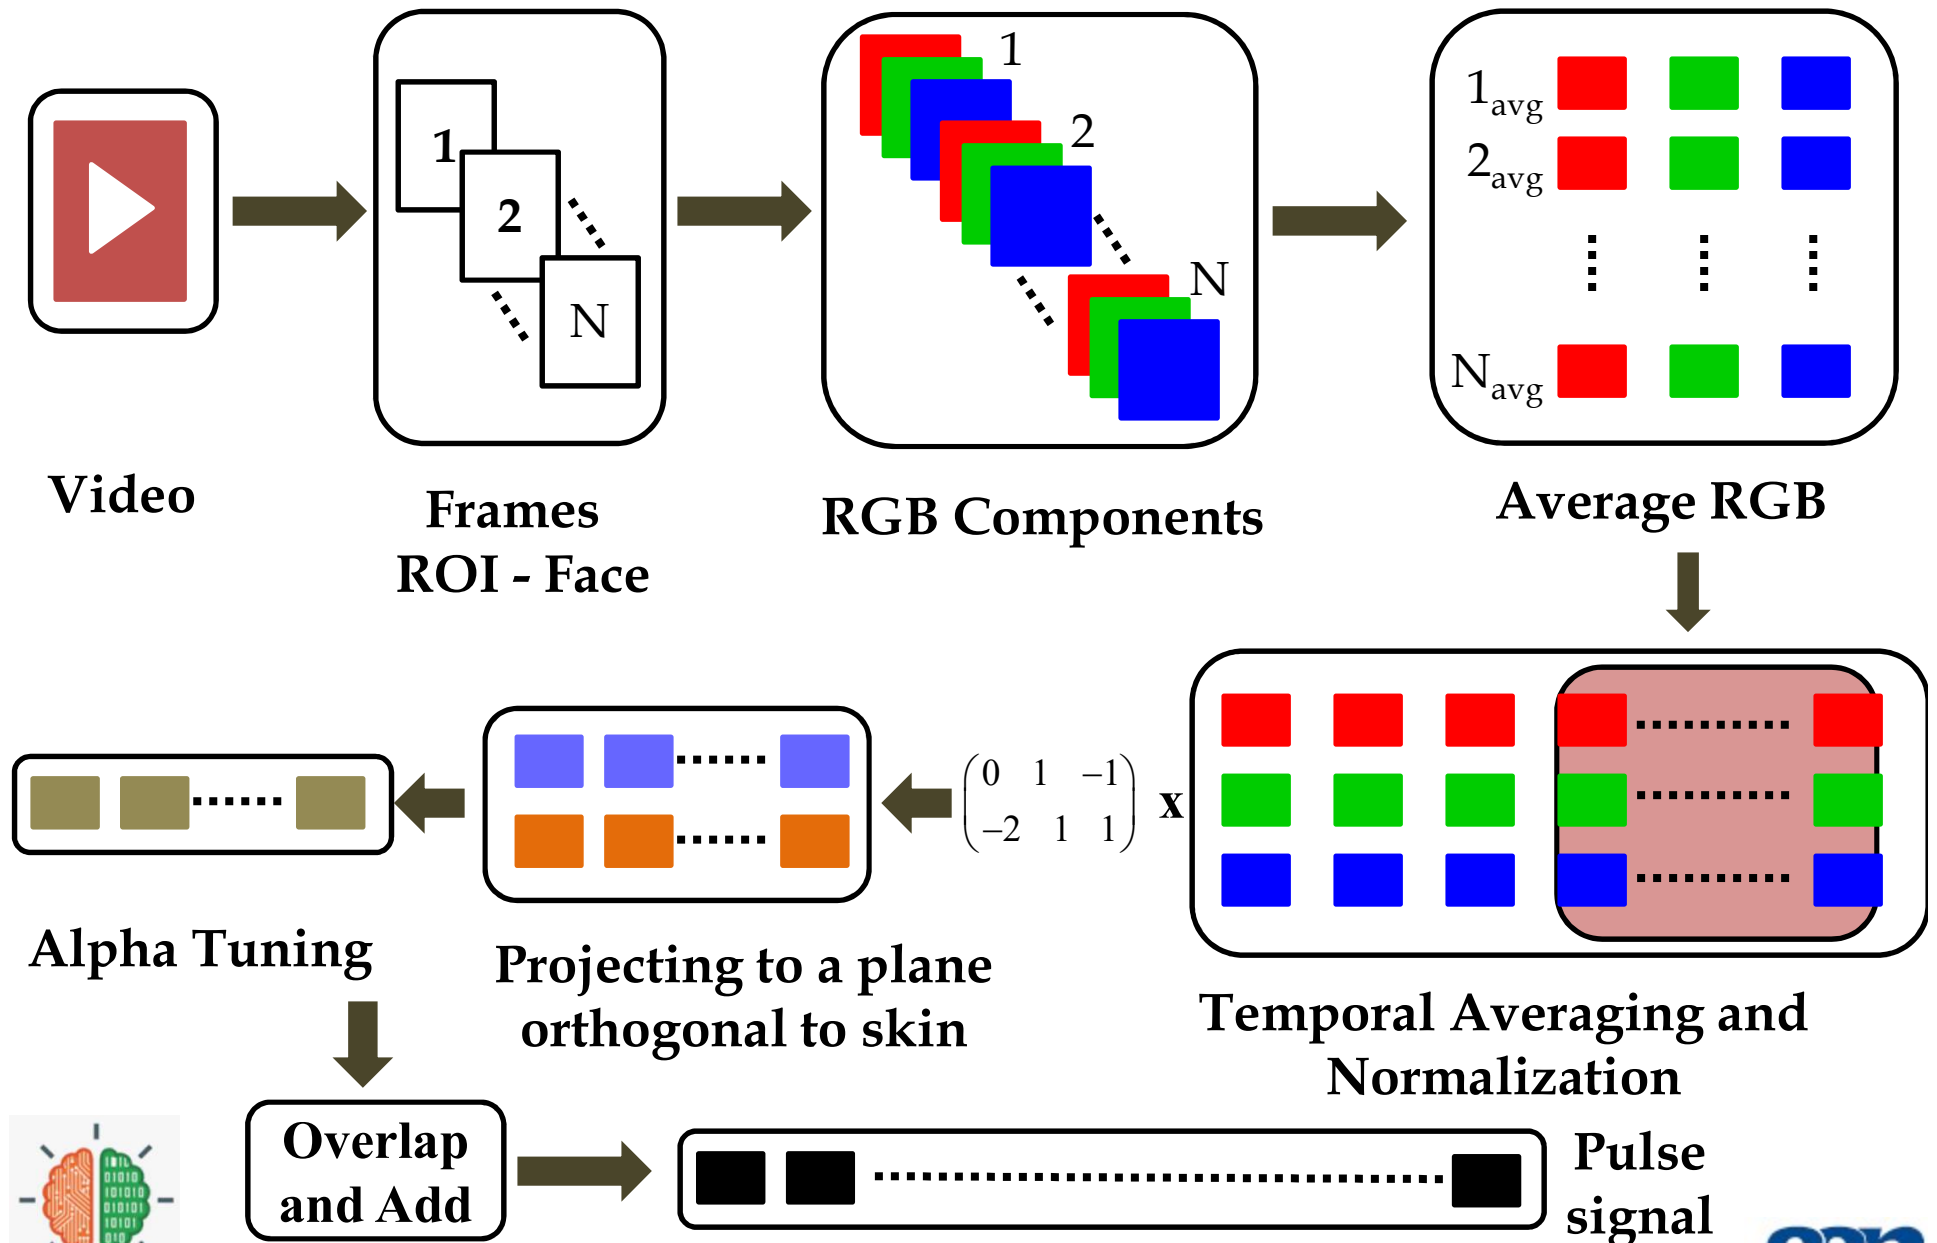 1
2
N
1
2
N
1avg
2avg
Navg
Video
Frames
ROI - Face
RGB Components
Average RGB
0 1 −1
−2 1 1
x
Alpha Tuning
Projecting to a plane
orthogonal to skin
Temporal Averaging and
Normalization
Overlap
and Add
Pulse
signal